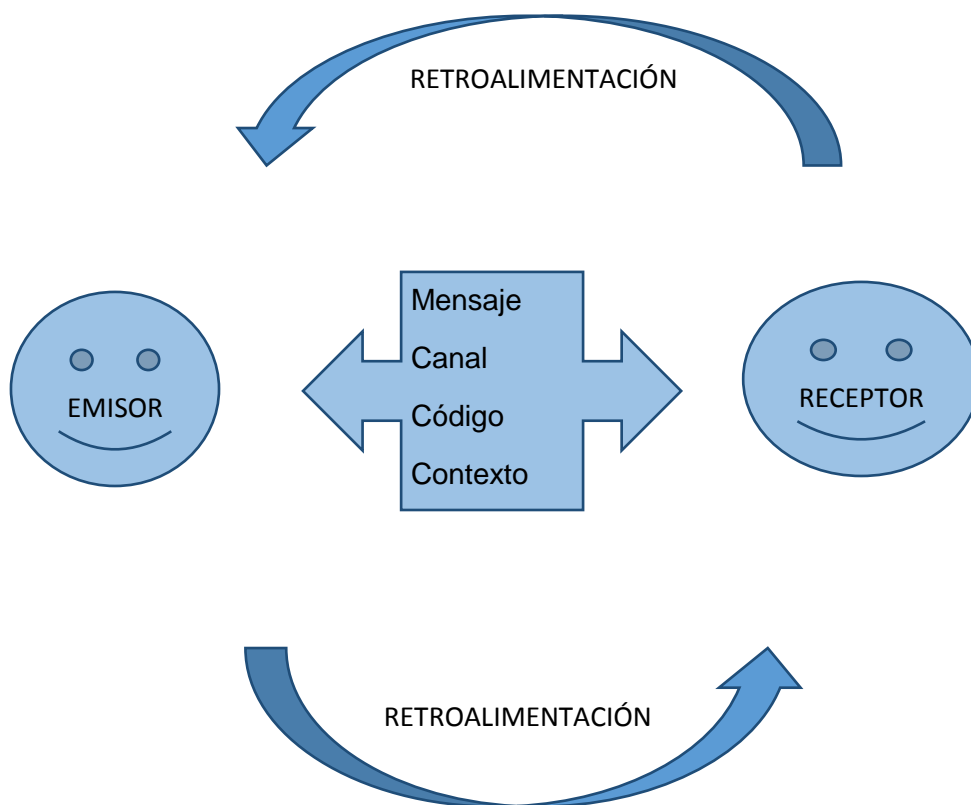 RETROALIMENTACIÓN
Mensaje
Canal
Código
Contexto
EMISOR
RECEPTOR
RETROALIMENTACIÓN